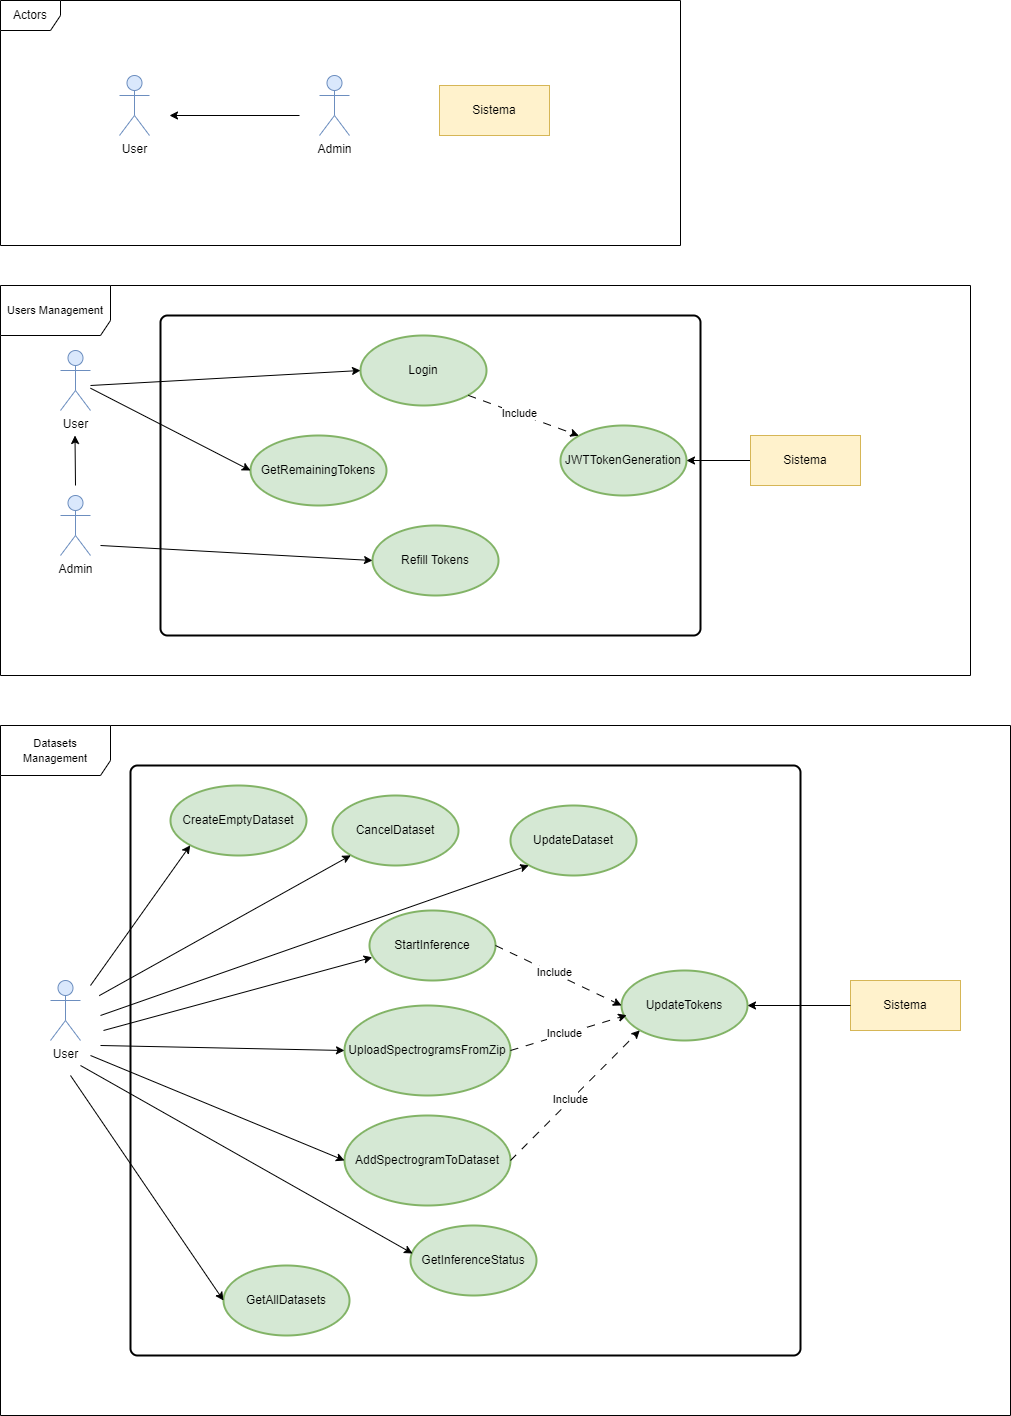 Actors
User
Admin
Sistema
Users Management
User
Admin
Login
Include
GetRemainingTokens
JWTTokenGeneration
Sistema
Refill Tokens
Datasets
Management
CreateEmptyDataset
CancelDataset
UpdateDataset
StartInference
Include
UpdateTokens
Sistema
User
UploadSpectrogramsFromZip
Include
Include
AddSpectrogramToDataset
GetInferenceStatus
GetAllDatasets